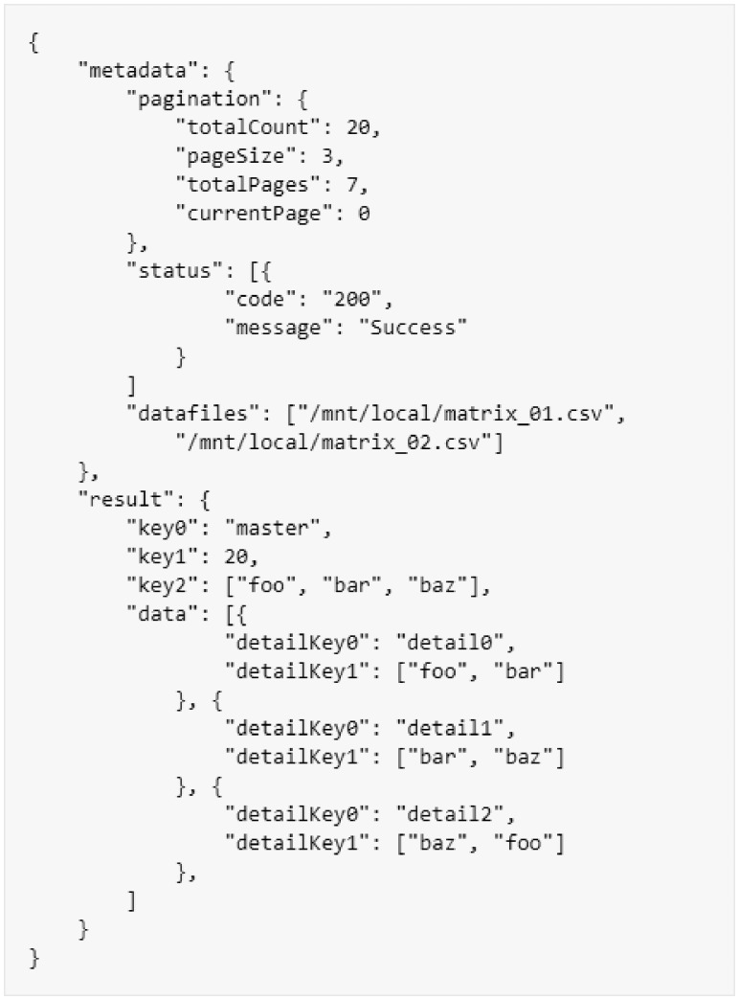 {
    "metadata": {
        "pagination": {
            "totalCount": 20,
            "pageSize": 3,
            "totalPages": 7,
            "currentPage": 0
        },
        "status": [{
                "code": "200",
                "message": "Success"
            }
        ]
        "datafiles": ["/mnt/local/matrix_01.csv",
            "/mnt/local/matrix_02.csv"]
    },
    "result": {
        "key0": "master",
        "key1": 20,
        "key2": ["foo", "bar", "baz"],
        "data": [{
                "detailKey0": "detail0",
                "detailKey1": ["foo", "bar"]
            }, {
                "detailKey0": "detail1",
                "detailKey1": ["bar", "baz"]
            }, {
                "detailKey0": "detail2",
                "detailKey1": ["baz", "foo"]
            },
        ]
    }
}